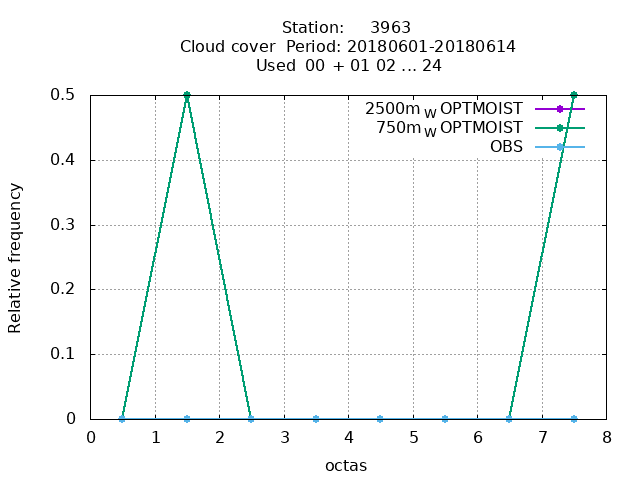 Station: 3963
Cloud cover Period: 20180601-20180614
Used 00 + 01 02 ... 24
2500m W OPTMOIST
750m W OPTMOIST
OBS
Relative frequency
0.5
0.4
0.3
0.2
0.1
0
0 1 2 3 4 5 6 7 8
octas